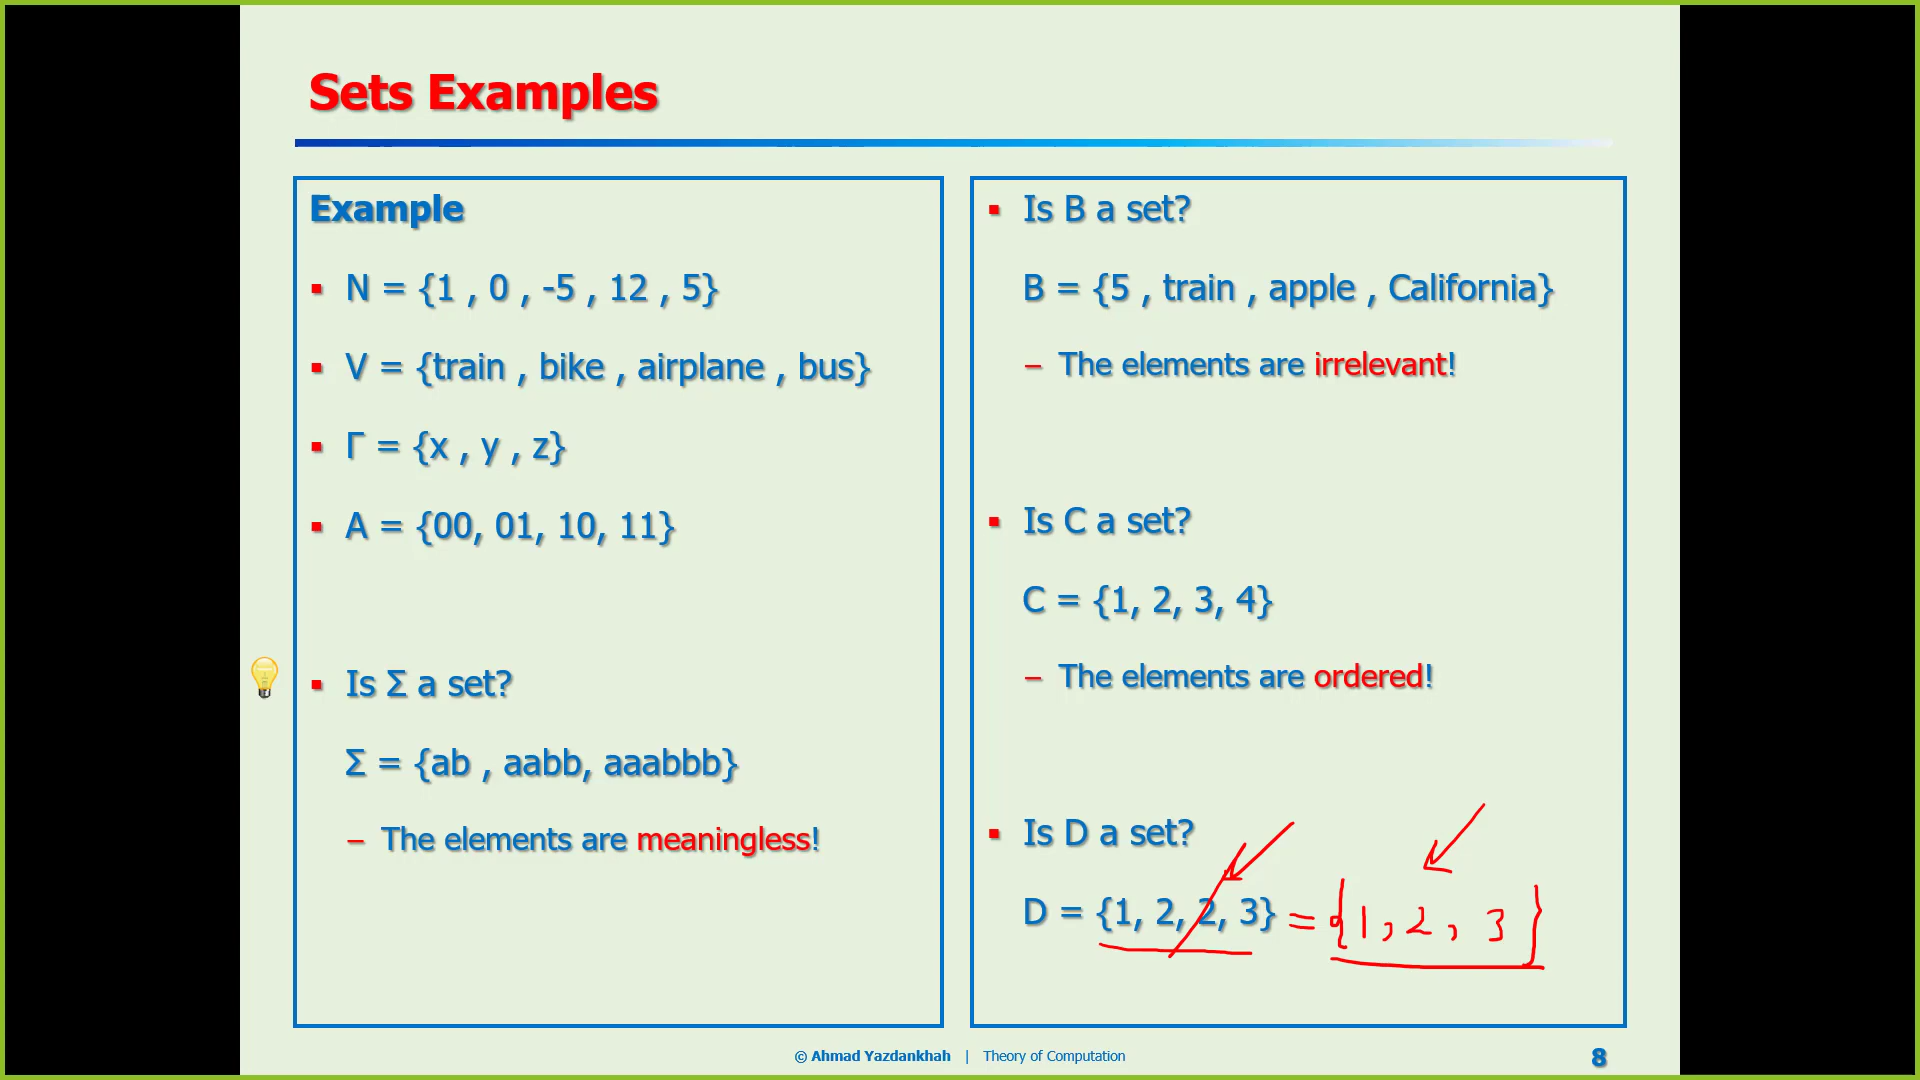 Sets Examples
Example
▪ N = {1 , 0 , -5 , 12 , 5}
▪ V = {train , bike , airplane , bus}
▪ Γ = {x , y , z}
▪ A = {00, 01, 10, 11}
▪ Is Σ a set?
Σ = {ab , aabb, aaabbb}
– The elements are meaningless!
▪ Is B a set?
B = {5 , train , apple , California}
– The elements are irrelevant!
▪ Is C a set?
C = {1, 2, 3, 4}
– The elements are ordered!
▪ Is D a set?
D = {1, 2, 2, 3} = {1, 2, 3}
© Ahmad Yazdankhah | Theory of Computation
8